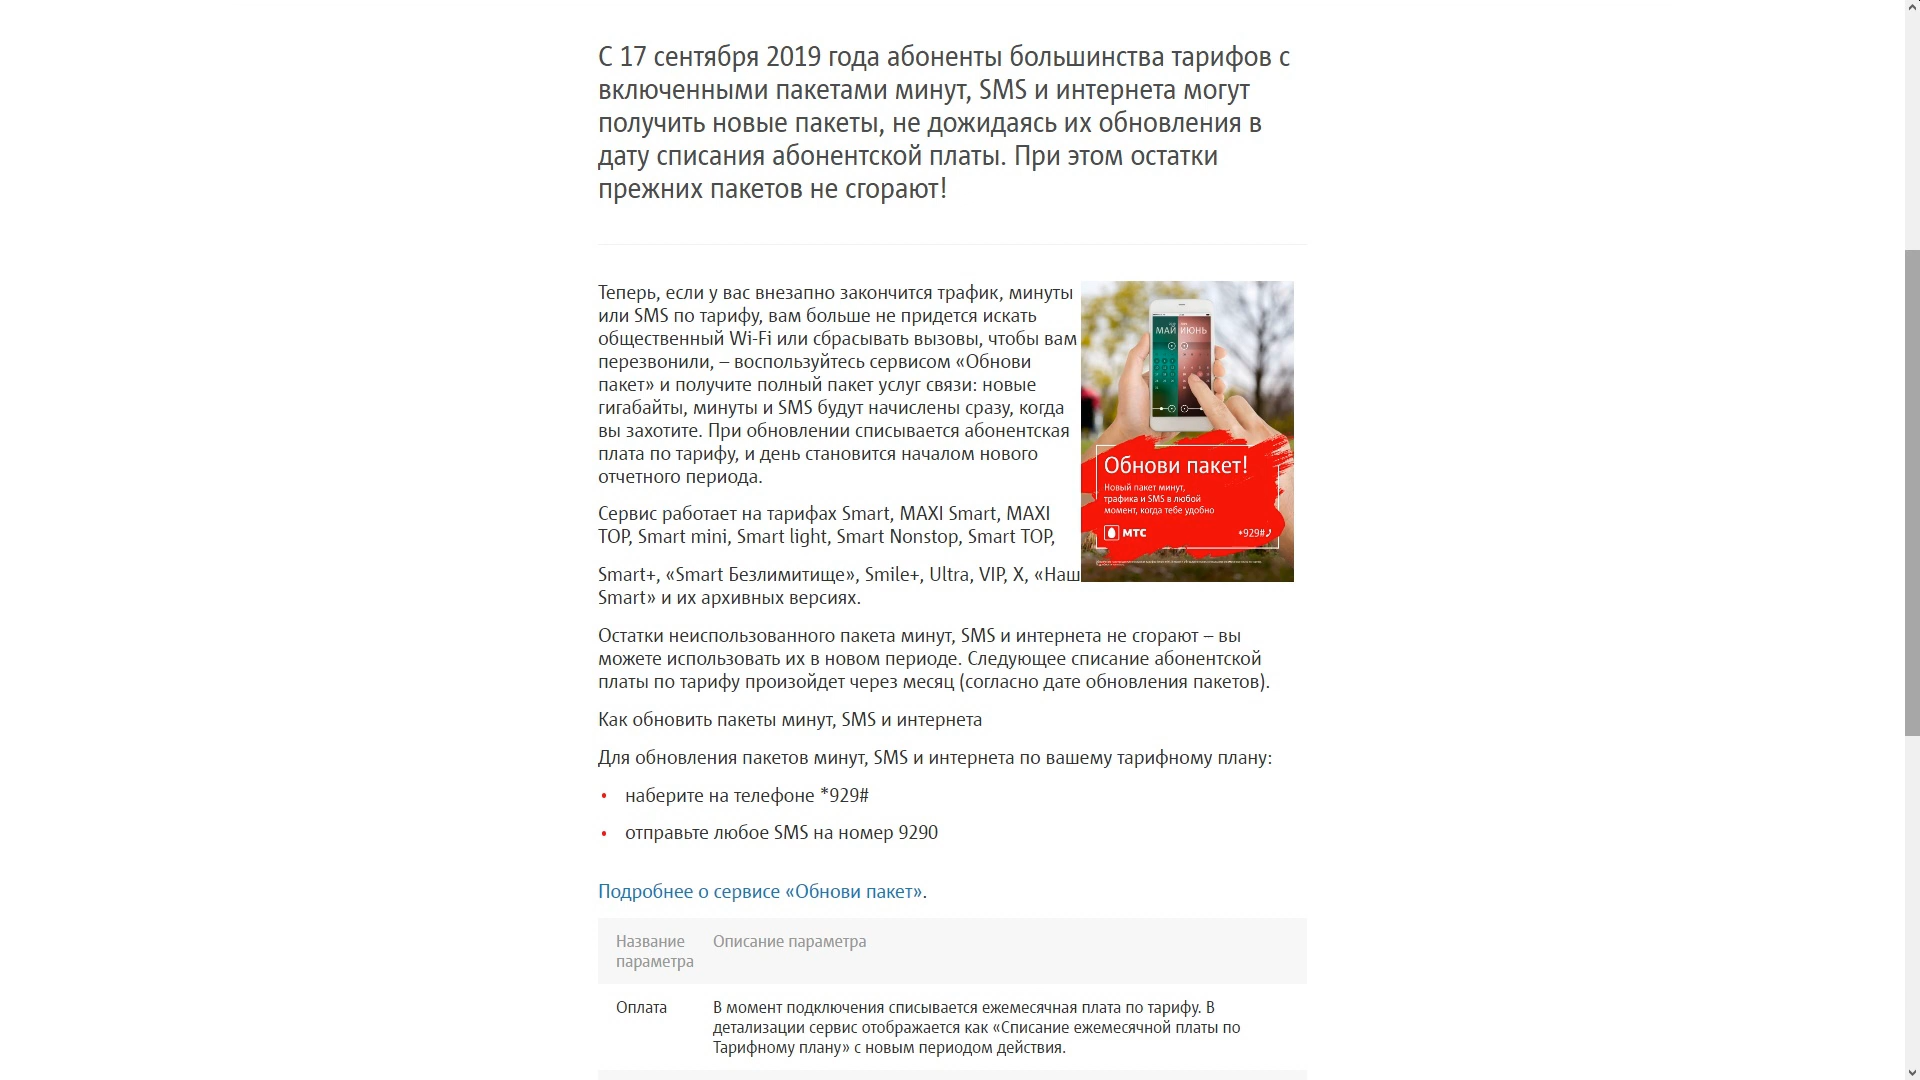 С 17 сентября 2019 года абоненты большинства тарифов с
включенными пакетами минут, SMS и интернета могут
получить новые пакеты, не дожидаясь их обновления в
дату списания абонентской платы. При этом остатки
прежних пакетов не сгорают!
Теперь, если у вас внезапно закончится трафик, минуты
или SMS по тарифу, вам больше не придется искать
общественный Wi-Fi или сбрасывать вызовы, чтобы вам
перезвонили, – воспользуйтесь сервисом «Обнови
пакет» и получите полный пакет услуг связи: новые
гигабайты, минуты и SMS будут начислены сразу, когда
вы захотите. При обновлении списывается абонентская
плата по тарифу, и день становится началом нового
отчетного периода.
МАЙ ИЮНЬ
Обнови пакет!
Новый пакет минут,
трафика и SMS в любой
момент, когда тебе удобно
МТС
*929#
Сервис работает на тарифах Smart, MAXI Smart, MAXI
TOP, Smart mini, Smart light, Smart Nonstop, Smart TOP,
Smart+, «Smart Безлимитище», Smile+, Ultra, VIP, X, «Наш
Smart» и их архивных версиях.
Остатки неиспользованного пакета минут, SMS и интернета не сгорают – вы
можете использовать их в новом периоде. Следующее списание абонентской
платы по тарифу произойдет через месяц (согласно дате обновления пакетов).
Как обновить пакеты минут, SMS и интернета
Для обновления пакетов минут, SMS и интернета по вашему тарифному плану:
• наберите на телефоне *929#
• отправьте любое SMS на номер 9290
Подробнее о сервисе «Обнови пакет».
Название параметра
Описание параметра
Оплата
В момент подключения списывается ежемесячная плата по тарифу. В
детализации сервис отображается как «Списание ежемесячной платы по
Тарифному плану» с новым периодом действия.